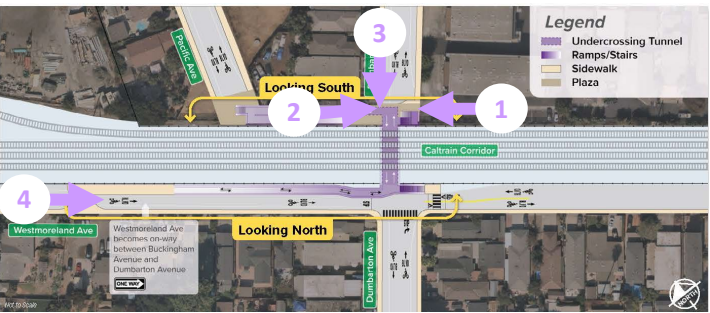 3
Legend
Undercrossing Tunnel
Ramps/Stairs
Sidewalk
Plaza
Pacific Ave
Looking South
2
1
Caltrain Corridor
4
Westmoreland Ave
Westmoreland Ave
becomes on-way
between Buckingham
Avenue and
Dumbarton Avenue
ONE WAY
Looking North
Dumbarton Ave
Not to Scale
NORTH